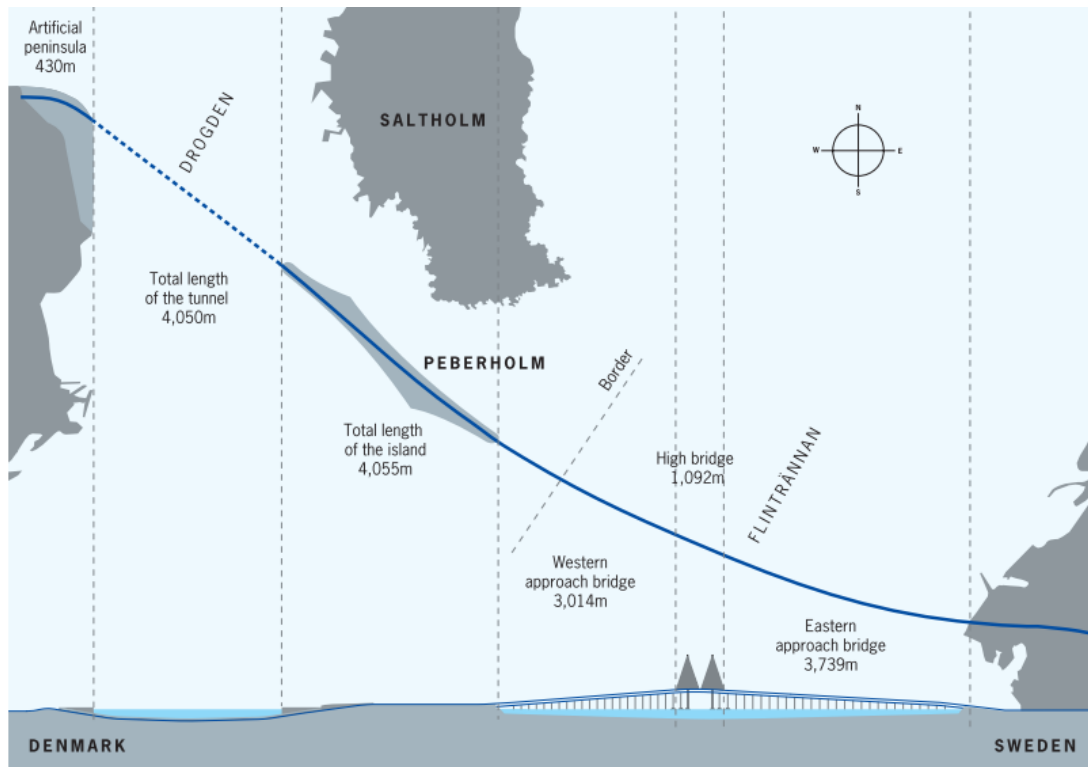 Artificial
peninsula
430m
DROGDEN
SALTHOLM
N
W
E
S
Total length
of the tunnel
4,050m
PEBERHOLM
Border
Total length
of the island
4,055m
High bridge
1,092m
FLINTRÄNNAN
Western
approach bridge
3,014m
Eastern
approach bridge
3,739m
DENMARK
SWEDEN